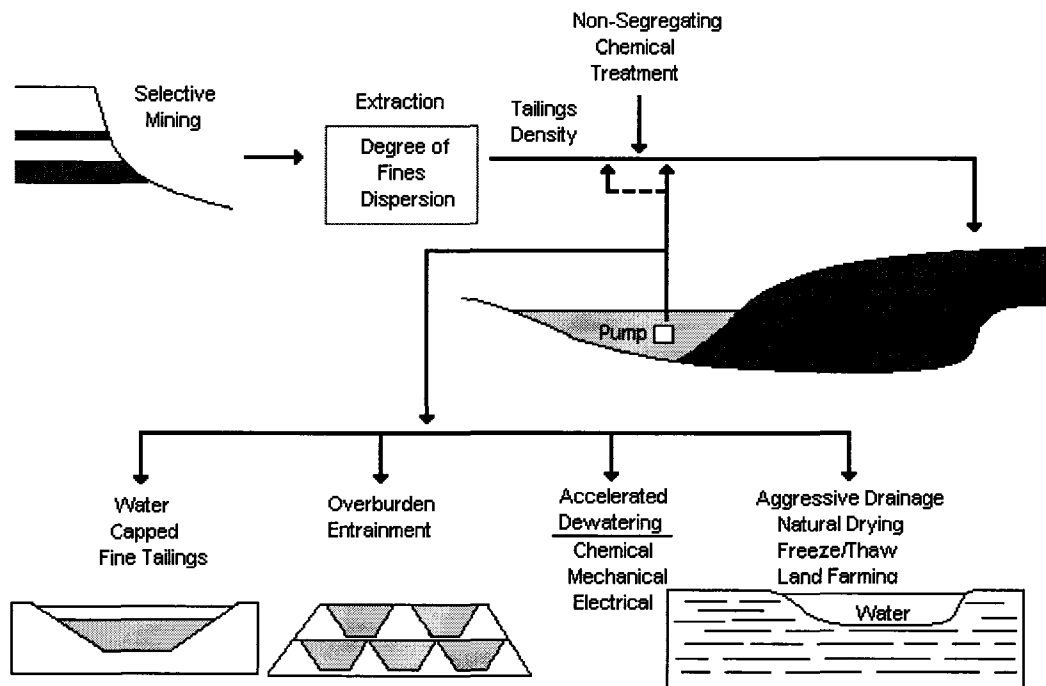 Non-Segregating
Chemical
Treatment
Selective
Mining
Extraction
Degree of
Fines
Dispersion
Tailings
Density
Pump
Water
Capped
Fine Tailings
Overburden
Entrainment
Accelerated
Dewatering
Chemical
Mechanical
Electrical
Aggressive Drainage
Natural Drying
Freeze/Thaw
Land Farming
Water